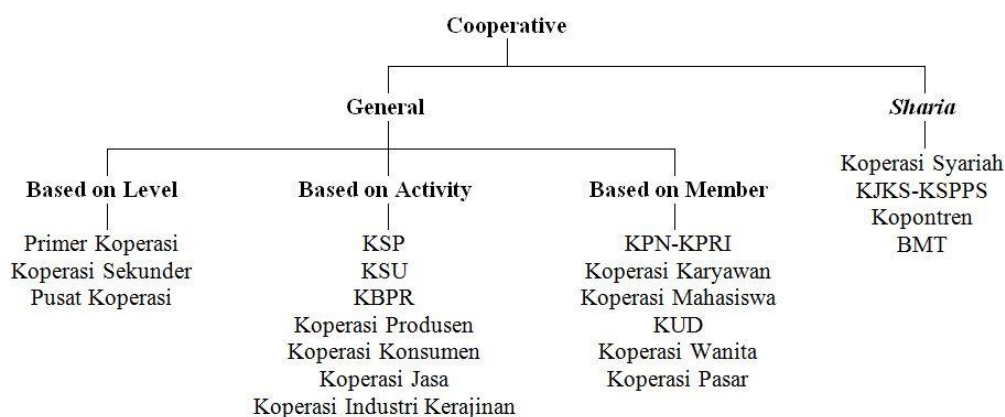 Cooperative
General
Sharia
Based on Level
Based on Activity
Based on Member
Primer Koperasi
Koperasi Sekunder
Pusat Koperasi
KSP
KSU
KBPR
Koperasi Produsen
Koperasi Konsumen
Koperasi Jasa
Koperasi Industri Kerajinan
KPN-KPRI
Koperasi Karyawan
Koperasi Mahasiswa
KUD
Koperasi Wanita
Koperasi Pasar
Koperasi Syariah
KJKS-KSPPS
Kopontren
BMT